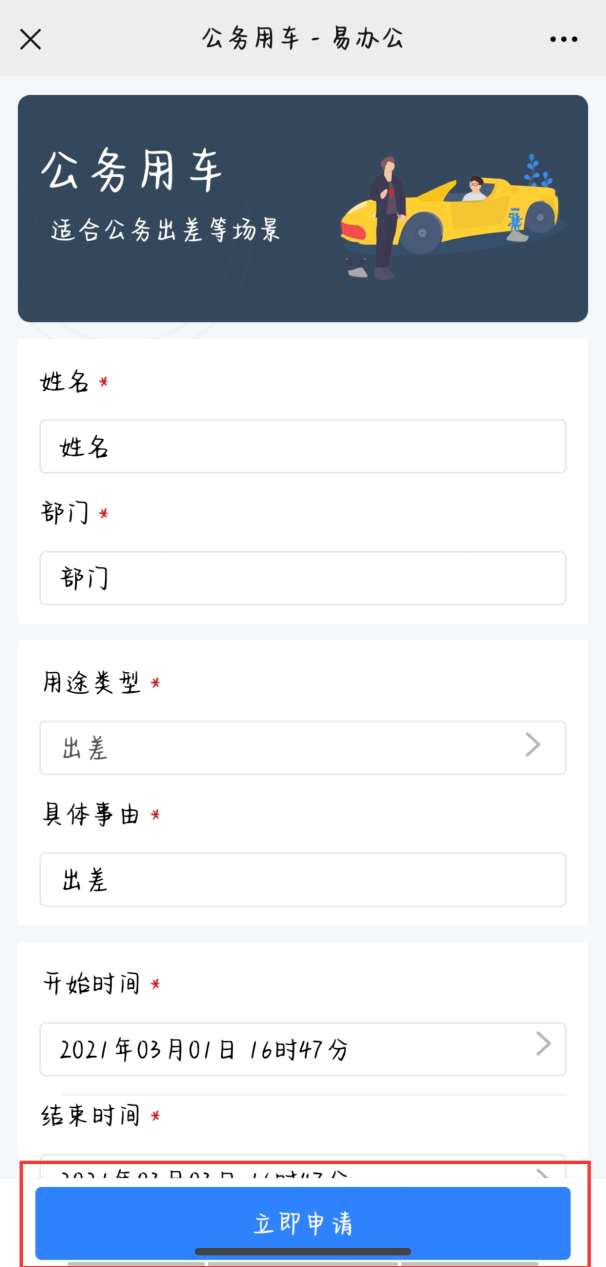 公务用车 - 易办公
公务用车
适合公务出差等场景
姓名 *
姓名
部门 *
部门
用途类型 *
出差
具体事由 *
出差
开始时间 *
2021年03月01日 16时47分
结束时间 *
立即申请